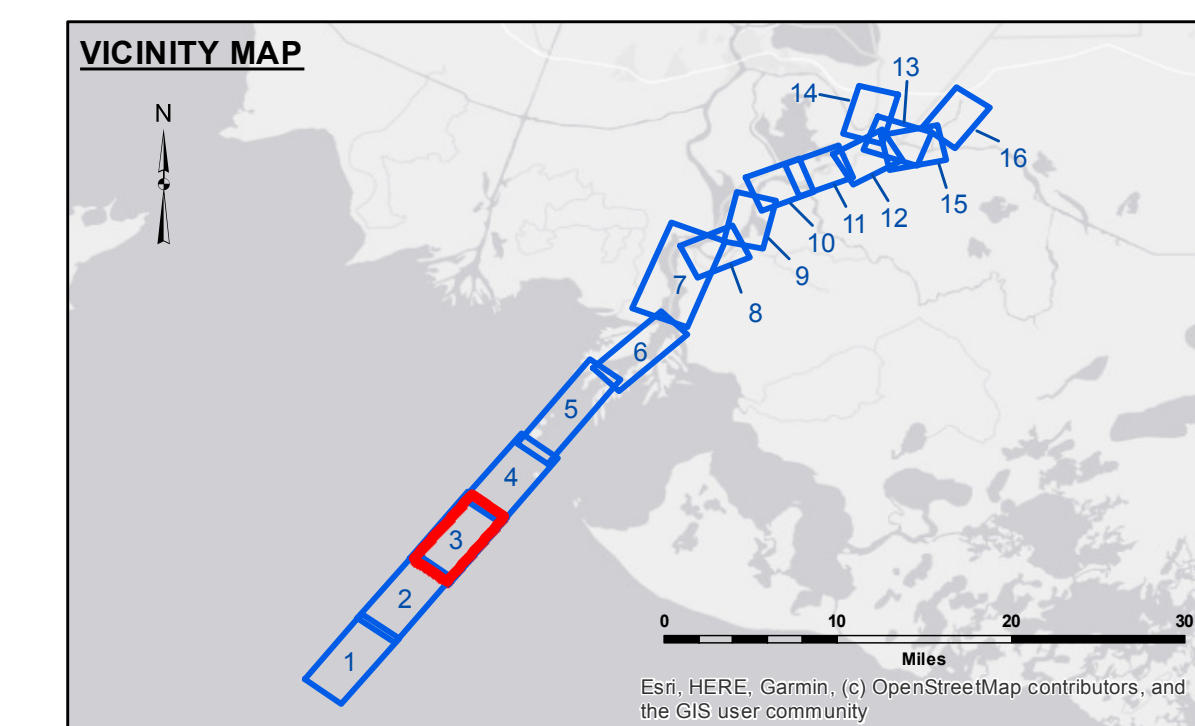 VICINITY MAP
N
13
14
16
15
12
11
10
9
8
7
6
5
4
3
2
1
0 10 20 30
Miles
Esri, HERE, Garmin, (c) OpenStreetMap contributors, and
the GIS user community